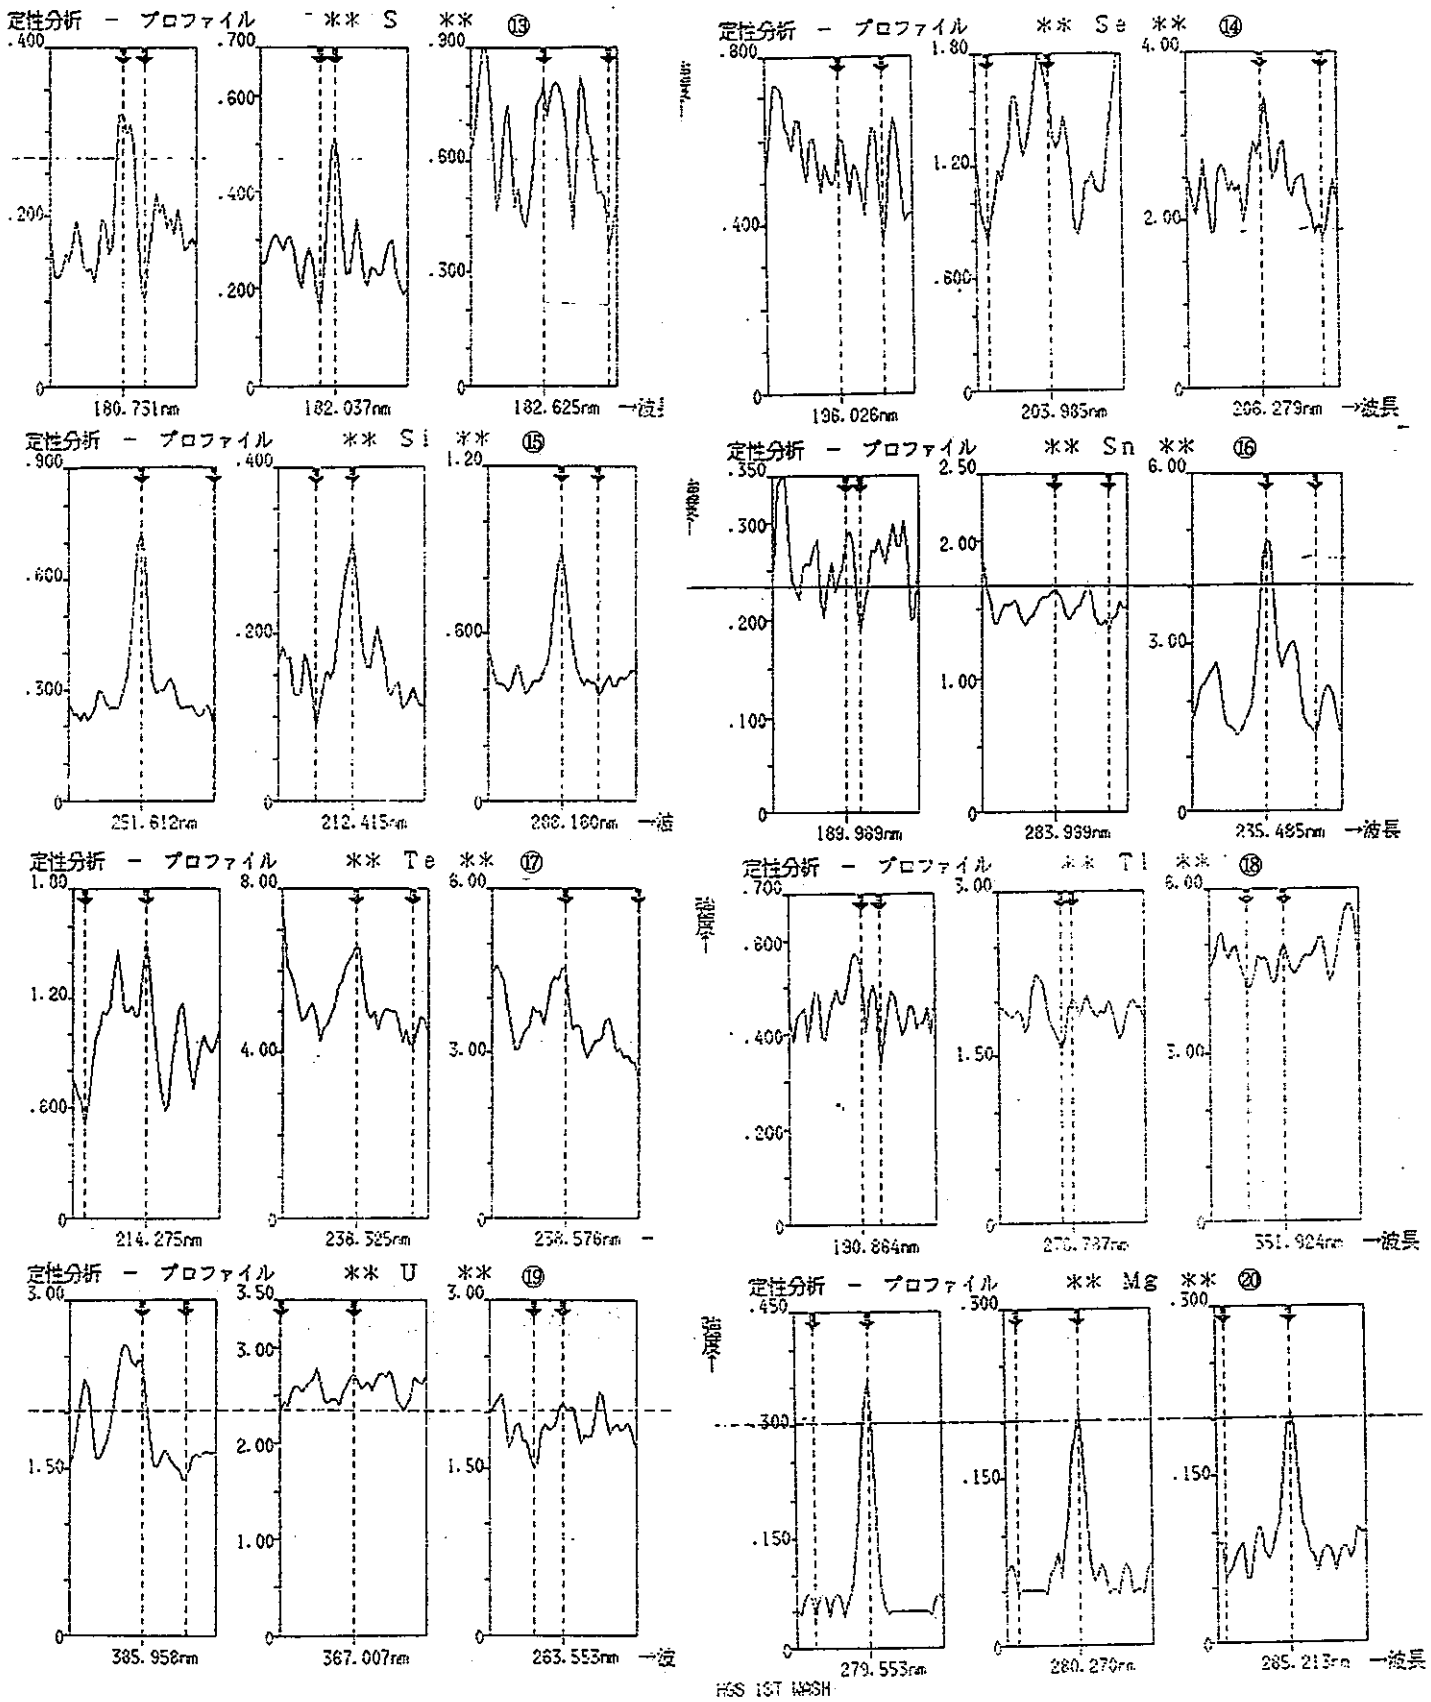 定性分析 － プロファイル ** S ** ⑬
.400 .700 .900
.600
.600
.400
.200
.300
.200
0 0 0
180.731nm 182.037nm 182.625nm →波長
定性分析 － プロファイル ** Se ** ⑭
.800 1.80 4.00
1.20
.400 2.00
.600
0 0 0
196.026nm 203.985nm 206.279nm →波長
定性分析 － プロファイル ** Si ** ⑮
.900 .400 1.20
.600
.200 .600
.300
0 0 0
251.612nm 212.415nm 288.160nm →波
定性分析 － プロファイル ** Sn ** ⑯
.350 2.50 6.00
.300
2.00
.200 3.00
1.00
.100
0 0 0
189.989nm 283.999nm 235.485nm →波長
定性分析 － プロファイル ** Te ** ⑰
1.80 8.00 6.00
1.20
4.00 3.00
.600
0 0 0
214.275nm 238.325nm 238.576nm
定性分析 － プロファイル ** Tl ** ⑱
強度→
.700 3.00 6.00
.600
.400 1.50 3.00
.200
0 0 0
190.864nm 276.787nm 351.924nm →波長
定性分析 － プロファイル ** U ** ⑲
3.00 3.50 3.00
3.00
2.00
1.50 1.50
1.00
0 0 0
385.958nm 367.007nm 263.553nm →波
定性分析 － プロファイル ** Mg ** ⑳
強度→
.450 .300 .300
.300
.150 .150
.150
0 0 0
279.553nm 280.270nm 285.213nm →波長
HGS 1ST WASH